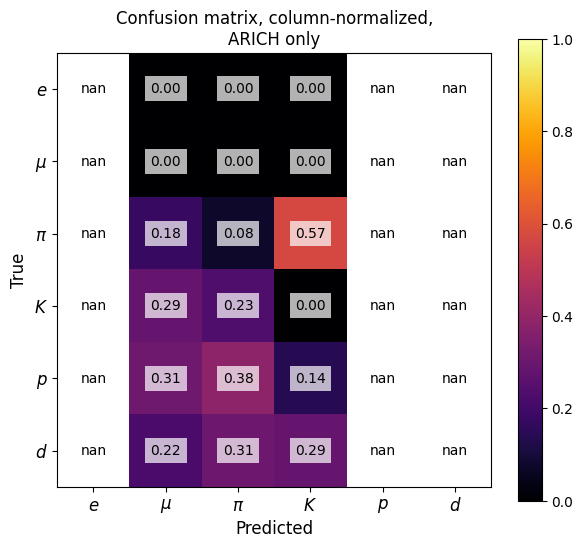 Confusion matrix, column-normalized,
ARICH only
1.0
0.8
0.6
0.4
0.2
0.0
True
e nan 0.00 0.00 0.00 nan nan
μ nan 0.00 0.00 0.00 nan nan
π nan 0.18 0.08 0.57 nan nan
K nan 0.29 0.23 0.00 nan nan
p nan 0.31 0.38 0.14 nan nan
d nan 0.22 0.31 0.29 nan nan
e μ π K p d
Predicted